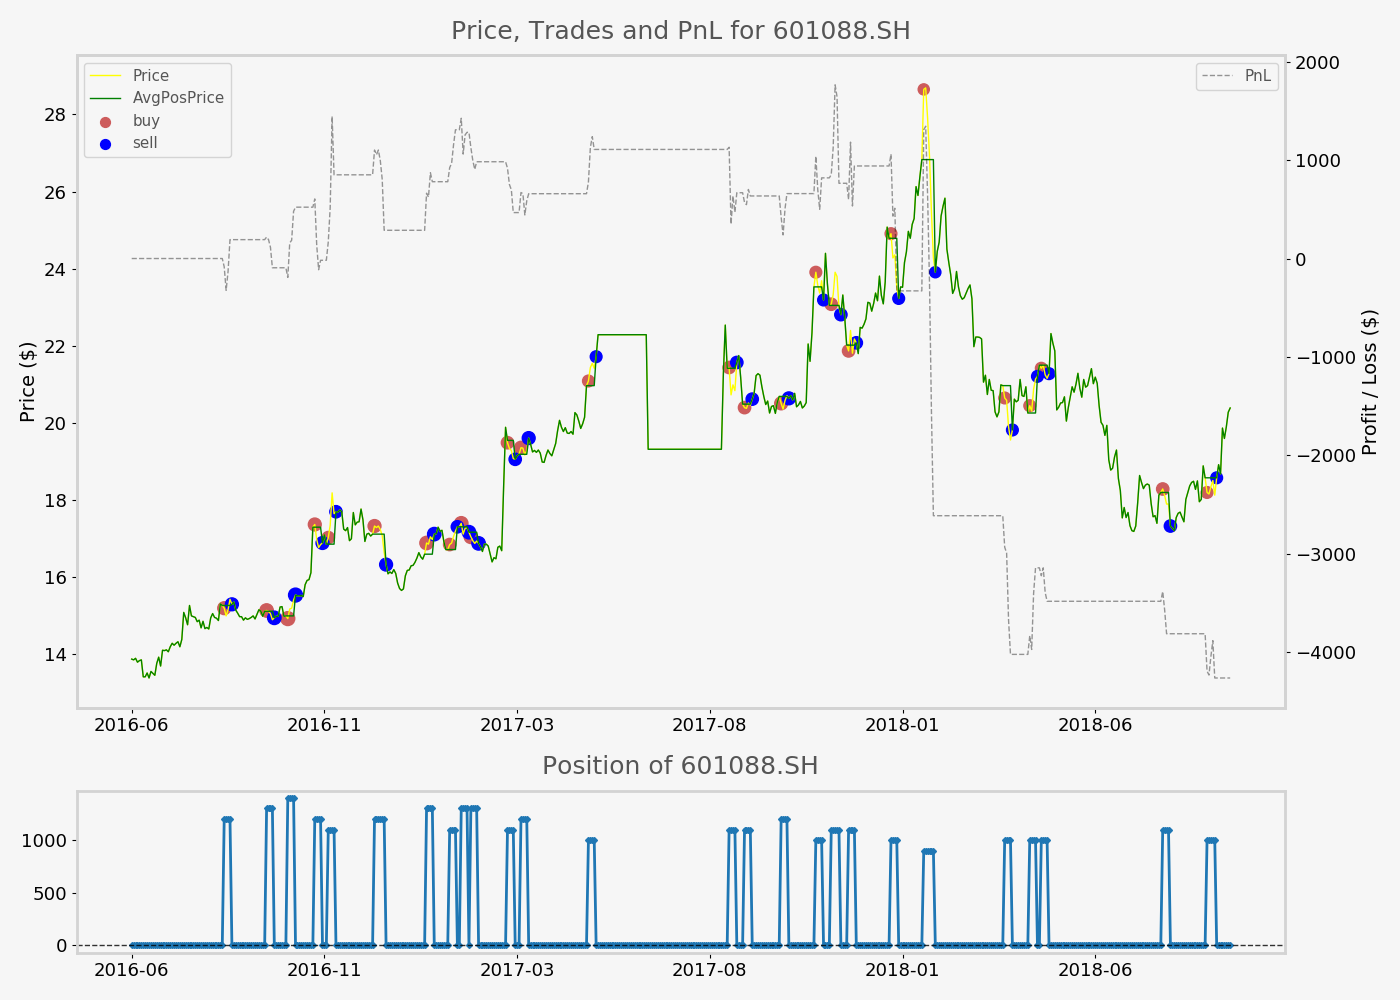 Price, Trades and PnL for 601088.SH
Price
AvgPosPrice
buy
sell
PnL
Price ($)
28
26
24
22
20
18
16
14
2000
1000
0
−1000
−2000
−3000
−4000
Profit / Loss ($)
2016-06 2016-11 2017-03 2017-08 2018-01 2018-06
Position of 601088.SH
1000
500
0
2016-06 2016-11 2017-03 2017-08 2018-01 2018-06